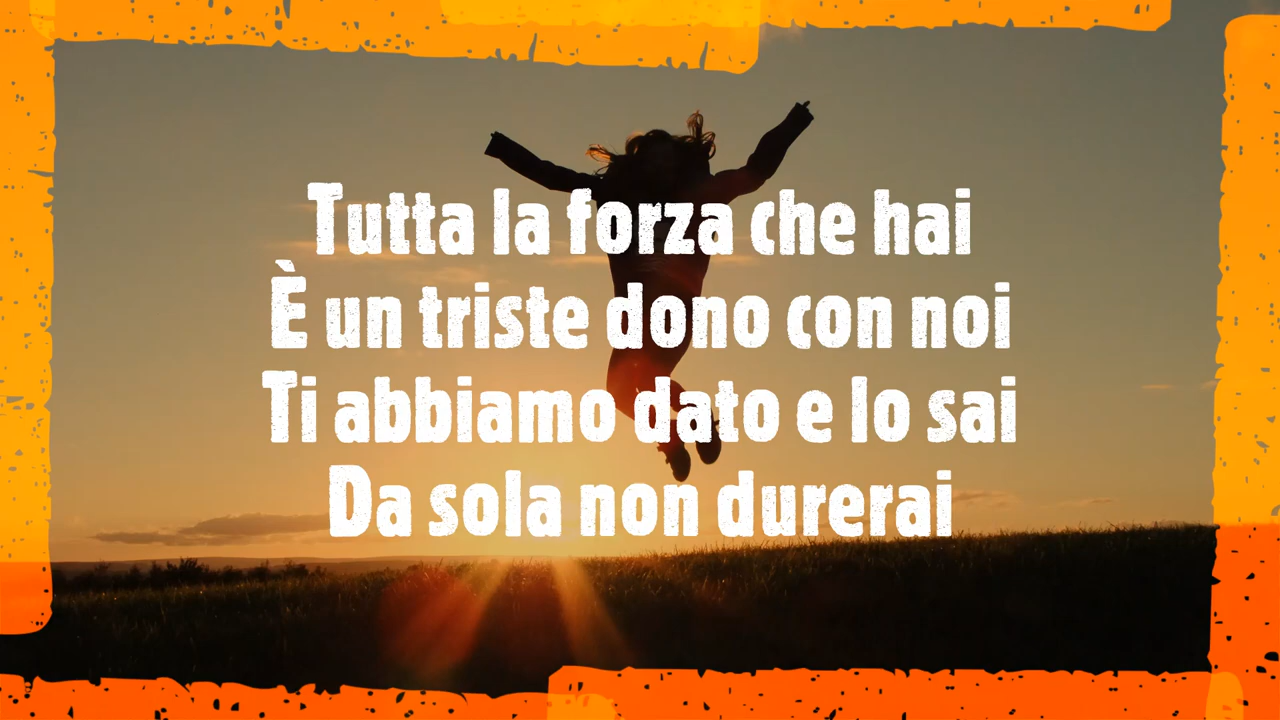 Tutta la forza che hai
È un triste dono con noi
Ti abbiamo dato e lo sai
Da sola non durerai